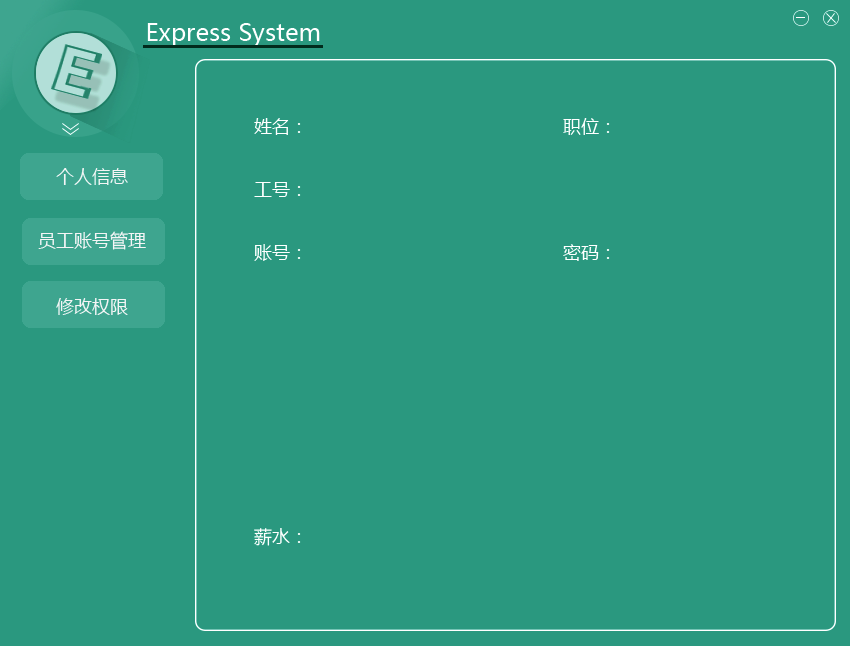 Express System
E
个人信息
员工账号管理
修改权限
姓名：
职位：
工号：
账号：
密码：
薪水：